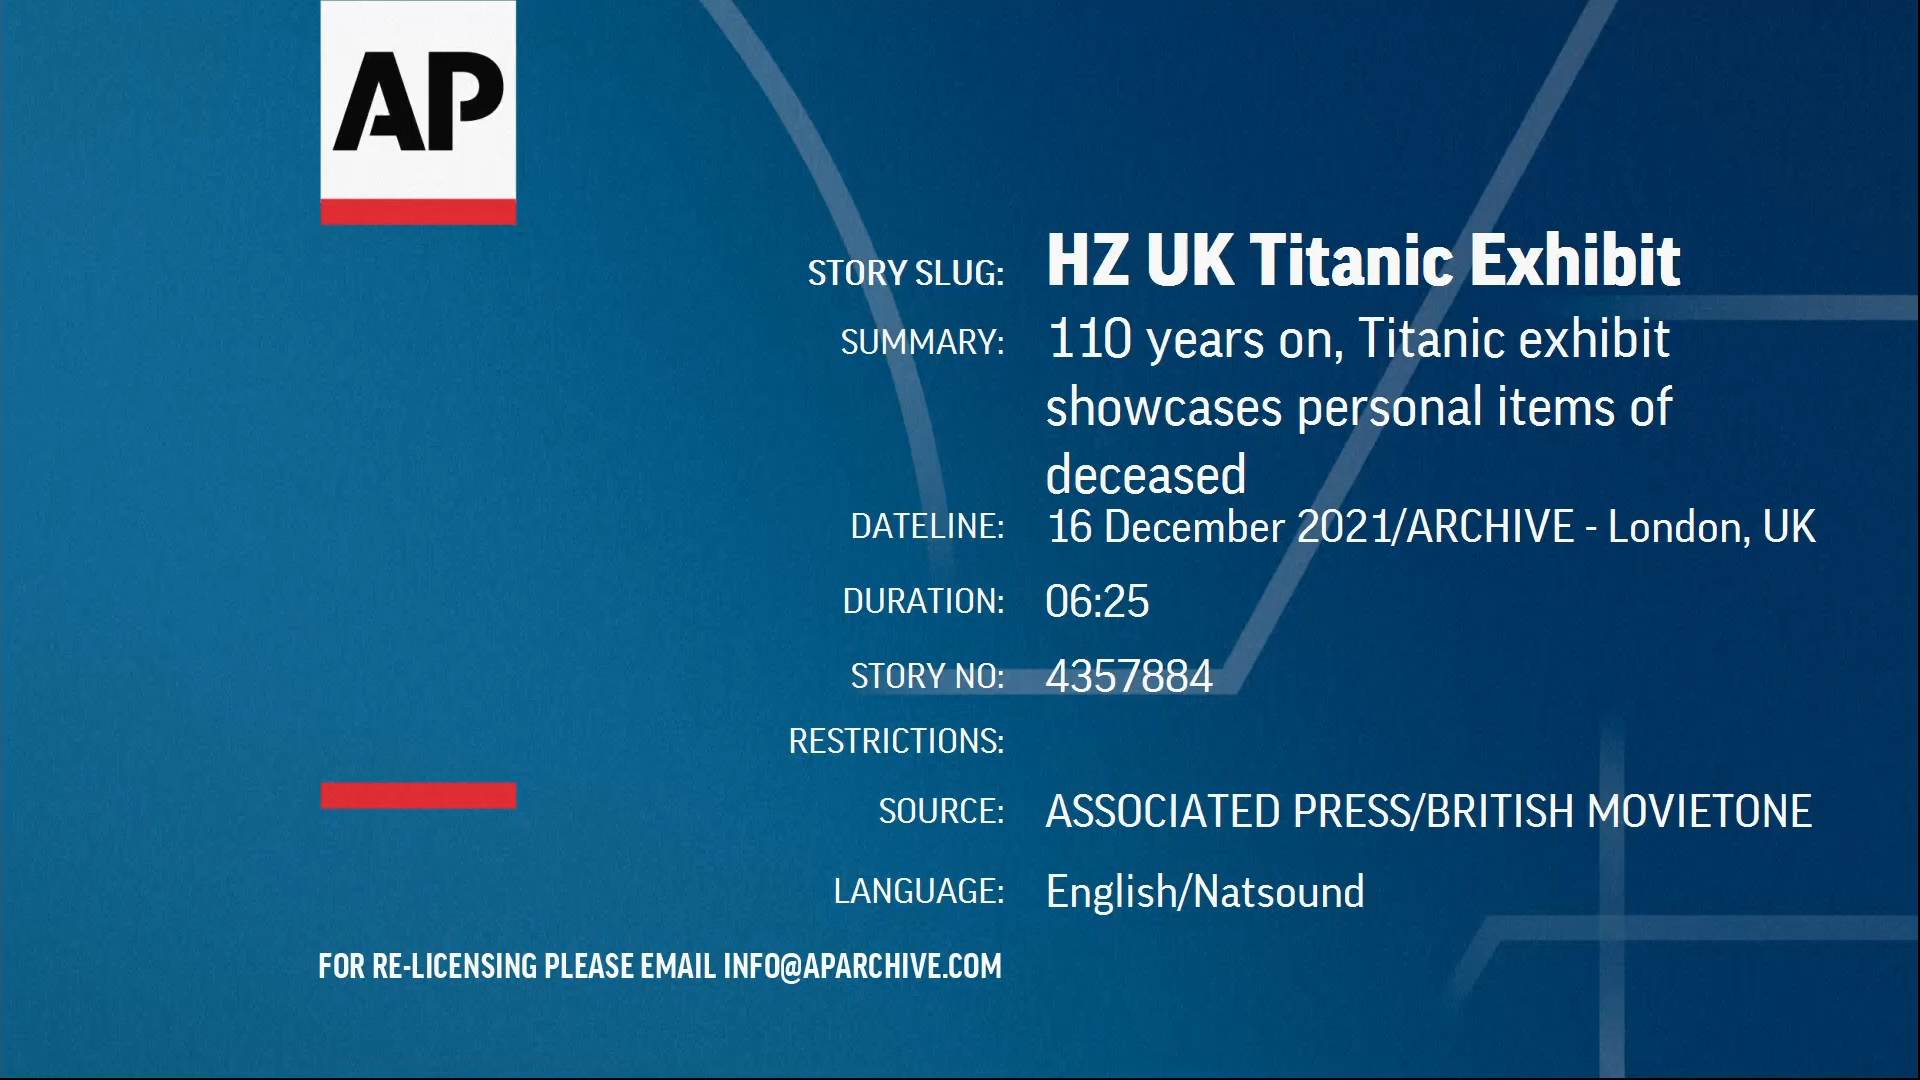 AP
STORY SLUG: HZ UK Titanic Exhibit
SUMMARY: 110 years on, Titanic exhibit
showcases personal items of
deceased
DATELINE: 16 December 2021/ARCHIVE - London, UK
DURATION: 06:25
STORY NO: 4357884
RESTRICTIONS:
SOURCE: ASSOCIATED PRESS/BRITISH MOVIETONE
LANGUAGE: English/Natsound
FOR RE-LICENSING PLEASE EMAIL INFO@APARCHIVE.COM